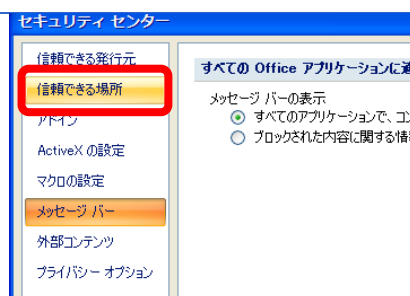 セキュリティ センター
信頼できる発行元
信頼できる場所
アドイン
ActiveX の設定
マクロの設定
メッセージ バー
外部コンテンツ
プライバシー オプション
すべての Office アプリケーションに
メッセージ バーの表示
すべてのアプリケーションで、コン
ブロックされた内容に関する情